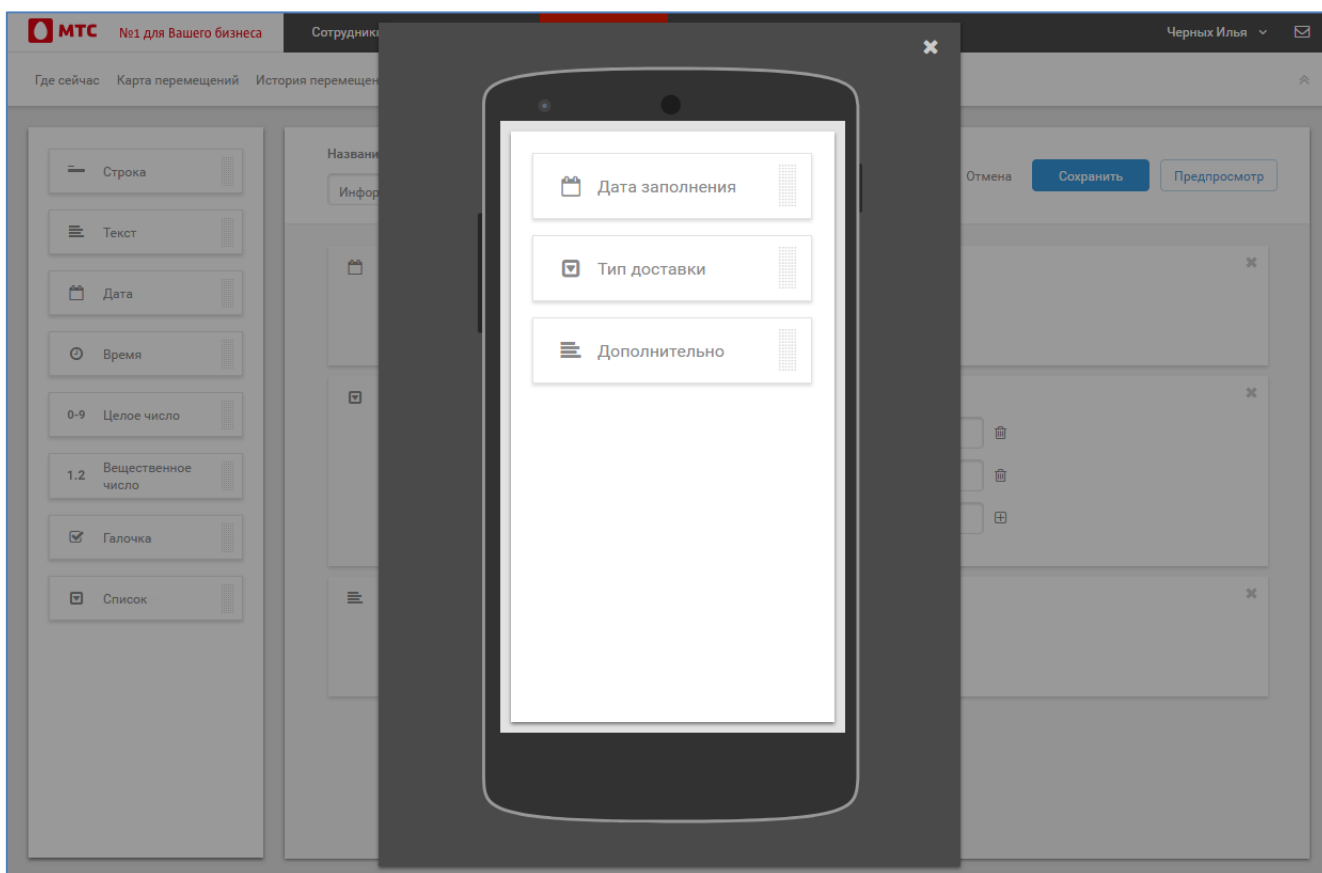 МТС №1 для Вашего бизнеса Сотрудники Черных Илья
Где сейчас Карта перемещений История перемещен
Строка
Текст
Дата
Время
0-9 Целое число
1.2 Вещественное
число
Галочка
Список
Названи
Инфор
Отмена Сохранить Предпросмотр
Дата заполнения
Тип доставки
Дополнительно